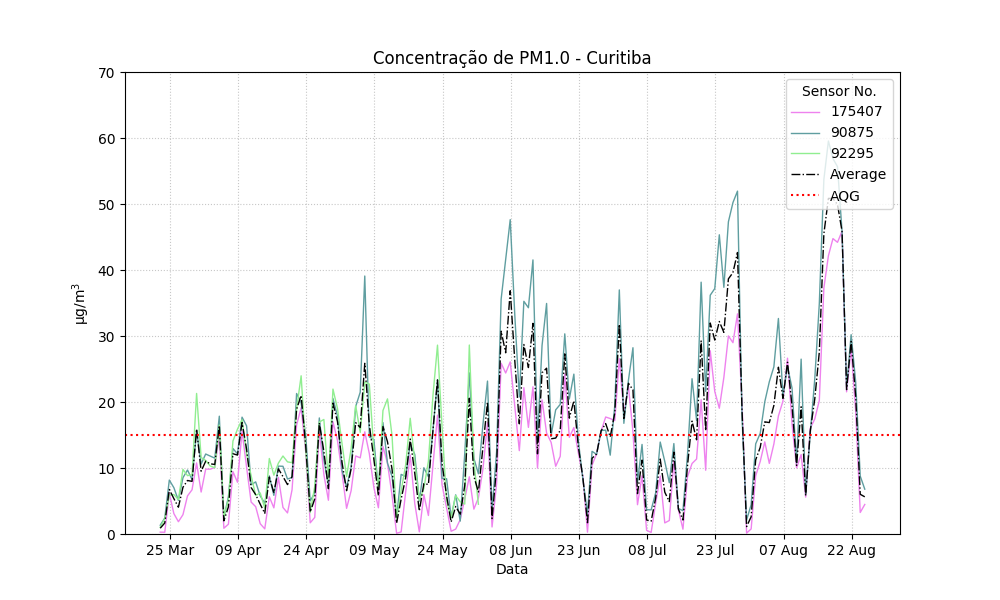 Concentração de PM1.0 - Curitiba
70
60
50
40
30
20
10
0
µg/m³
Sensor No.
175407
90875
92295
Average
AQG
25 Mar 09 Apr 24 Apr 09 May 24 May 08 Jun 23 Jun 08 Jul 23 Jul 07 Aug 22 Aug
Data